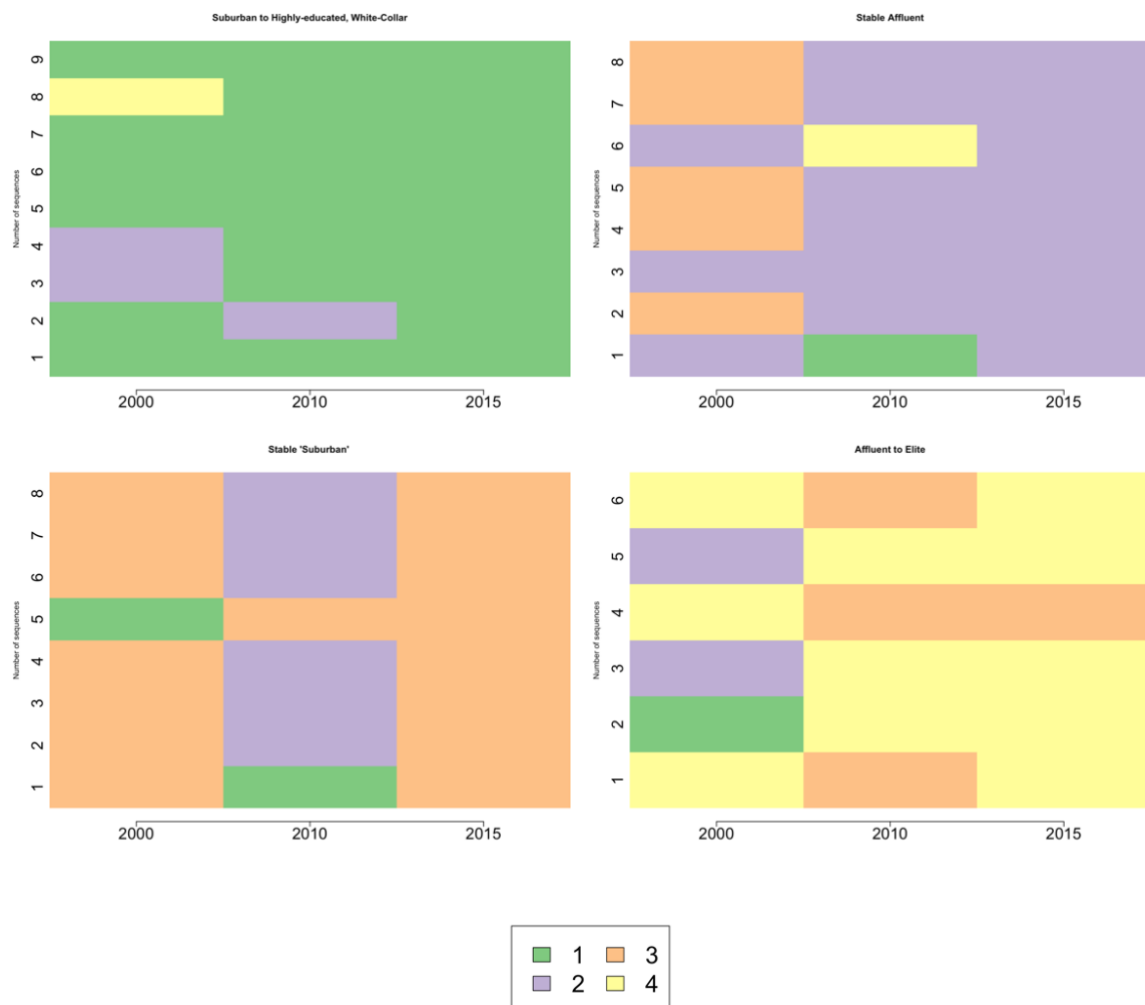 Suburban to Highly-educated, White-Collar
Number of sequences
9
8
7
6
5
4
3
2
1
2000 2010 2015
Stable Affluent
Number of sequences
8
7
6
5
4
3
2
1
2000 2010 2015
Stable 'Suburban'
Number of sequences
8
7
6
5
4
3
2
1
2000 2010 2015
Affluent to Elite
Number of sequences
6
5
4
3
2
1
2000 2010 2015
1 3
2 4